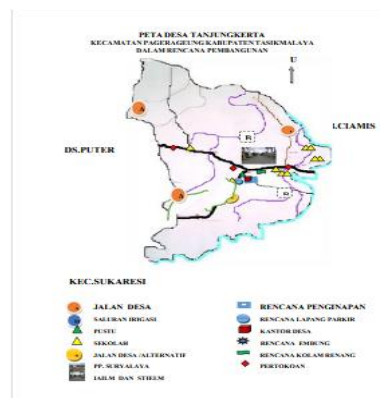 PETA DESA TANJUNGKERTA
KECAMATAN PAGERAGEUNG KABUPATEN TASIKMALAYA
DALAM RENCANA PEMBANGUNAN
U
A
B
I.CIAMIS
DS.PUTER
A
B
KEC.SUKARESI
JALAN DESA
SALURAN IRIGASI
PUSTU
SEKOLAH
JALAN DESA /ALTERNATIF
PP. SURYALAYA
IAILM DAN STIELM
RENCANA PENGINAPAN
RENCANA LAPANG PARKIR
KANTOR DESA
RENCANA EMBUNG
RENCANA KOLAM RENANG
PERTOKOAN